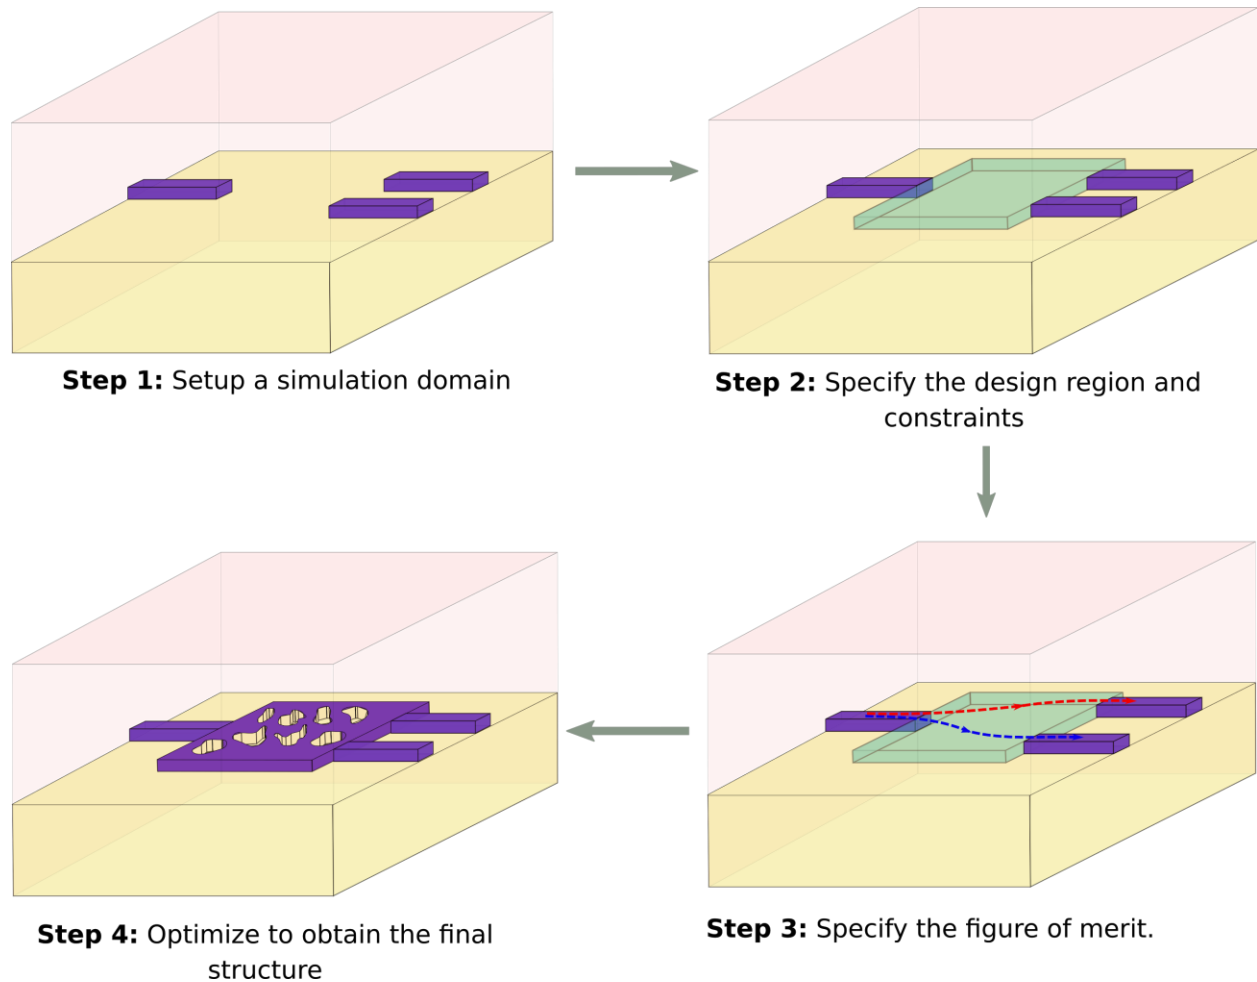 Step 1: Setup a simulation domain
Step 2: Specify the design region and
constraints
Step 3: Specify the figure of merit.
Step 4: Optimize to obtain the final
structure